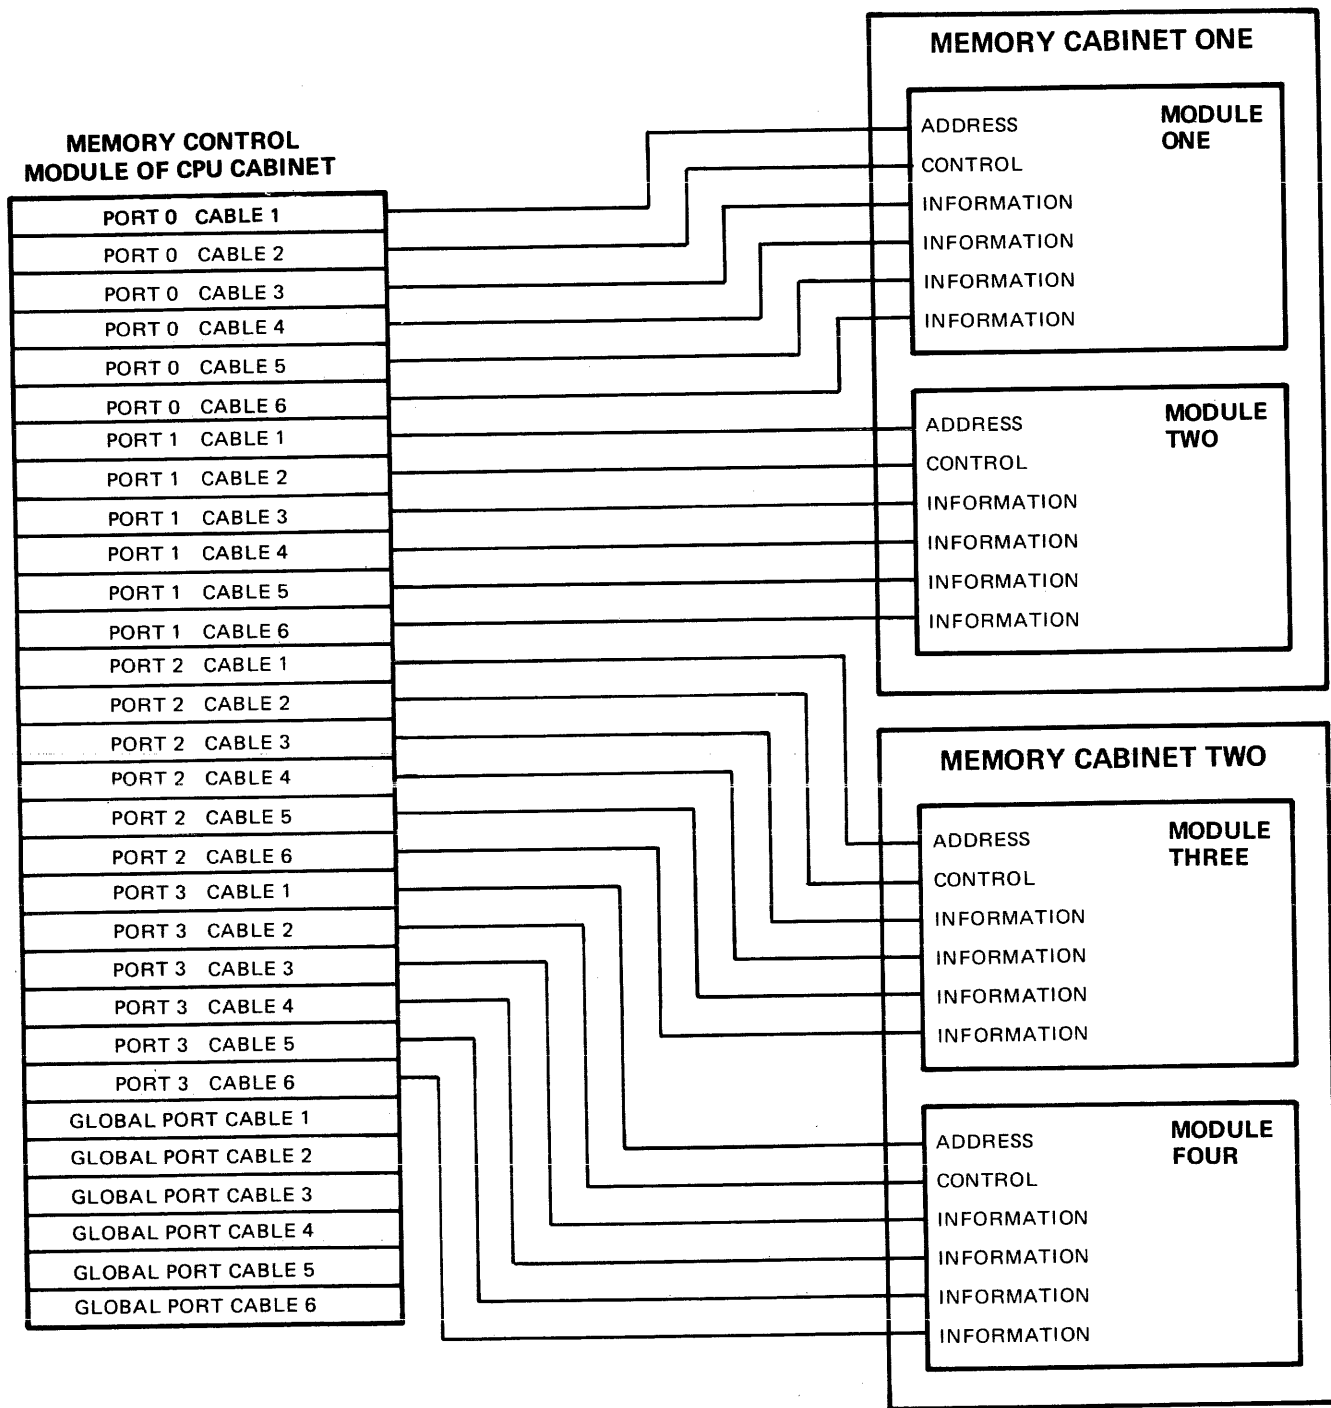 MEMORY CONTROL
MODULE OF CPU CABINET
PORT 0 CABLE 1
PORT 0 CABLE 2
PORT 0 CABLE 3
PORT 0 CABLE 4
PORT 0 CABLE 5
PORT 0 CABLE 6
PORT 1 CABLE 1
PORT 1 CABLE 2
PORT 1 CABLE 3
PORT 1 CABLE 4
PORT 1 CABLE 5
PORT 1 CABLE 6
PORT 2 CABLE 1
PORT 2 CABLE 2
PORT 2 CABLE 3
PORT 2 CABLE 4
PORT 2 CABLE 5
PORT 2 CABLE 6
PORT 3 CABLE 1
PORT 3 CABLE 2
PORT 3 CABLE 3
PORT 3 CABLE 4
PORT 3 CABLE 5
PORT 3 CABLE 6
GLOBAL PORT CABLE 1
GLOBAL PORT CABLE 2
GLOBAL PORT CABLE 3
GLOBAL PORT CABLE 4
GLOBAL PORT CABLE 5
GLOBAL PORT CABLE 6
MEMORY CABINET ONE
MODULE
ONE
ADDRESS
CONTROL
INFORMATION
INFORMATION
INFORMATION
INFORMATION
MODULE
TWO
ADDRESS
CONTROL
INFORMATION
INFORMATION
INFORMATION
INFORMATION
MEMORY CABINET TWO
MODULE
THREE
ADDRESS
CONTROL
INFORMATION
INFORMATION
INFORMATION
INFORMATION
MODULE
FOUR
ADDRESS
CONTROL
INFORMATION
INFORMATION
INFORMATION
INFORMATION